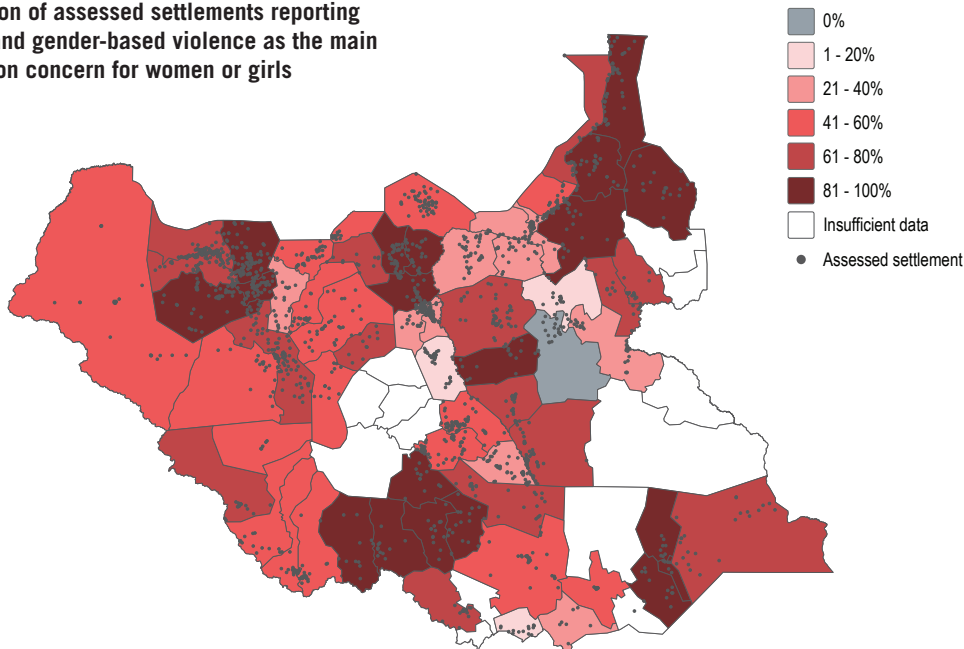 on of assessed settlements reporting
and gender-based violence as the main
on concern for women or girls
0%
1 - 20%
21 - 40%
41 - 60%
61 - 80%
81 - 100%
Insufficient data
Assessed settlement